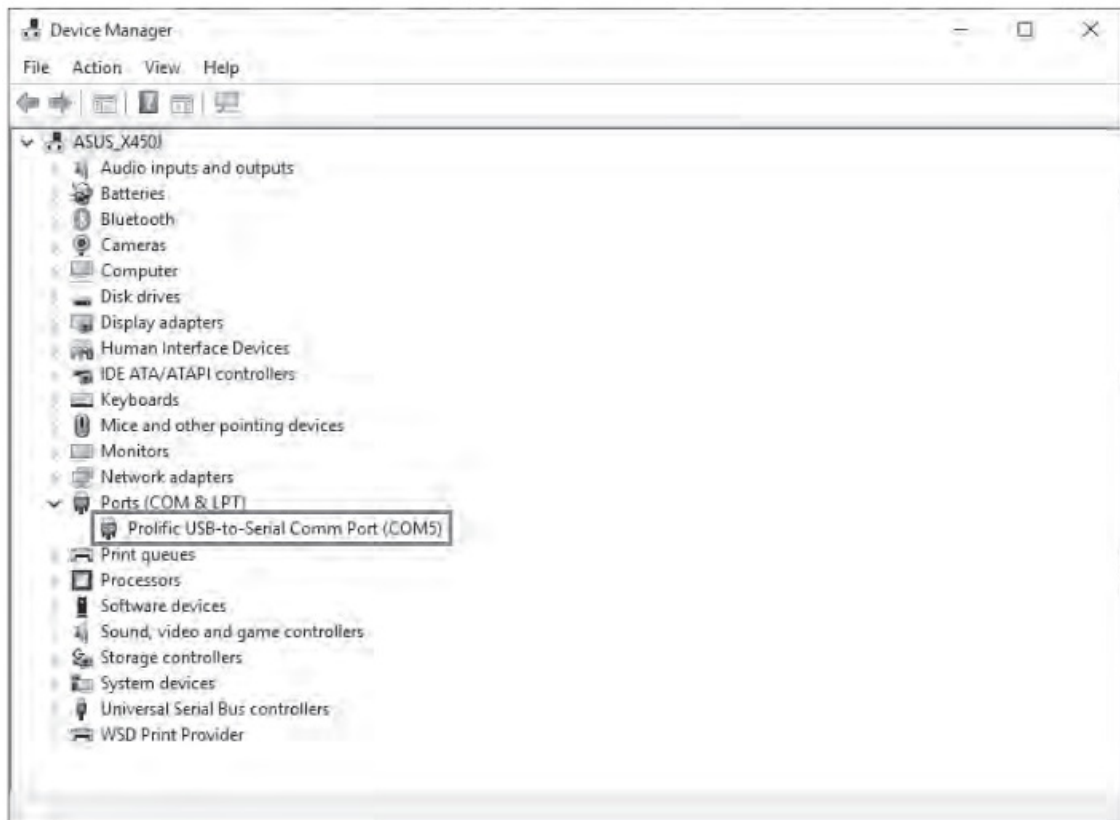 Device Manager
File Action View Help
ASUS_X450J
Audio inputs and outputs
Batteries
Bluetooth
Cameras
Computer
Disk drives
Display adapters
Human Interface Devices
IDE ATA/ATAPI controllers
Keyboards
Mice and other pointing devices
Monitors
Network adapters
Ports (COM & LPT)
Prolific USB-to-Serial Comm Port (COM5)
Print queues
Processors
Software devices
Sound, video and game controllers
Storage controllers
System devices
Universal Serial Bus controllers
WSD Print Provider